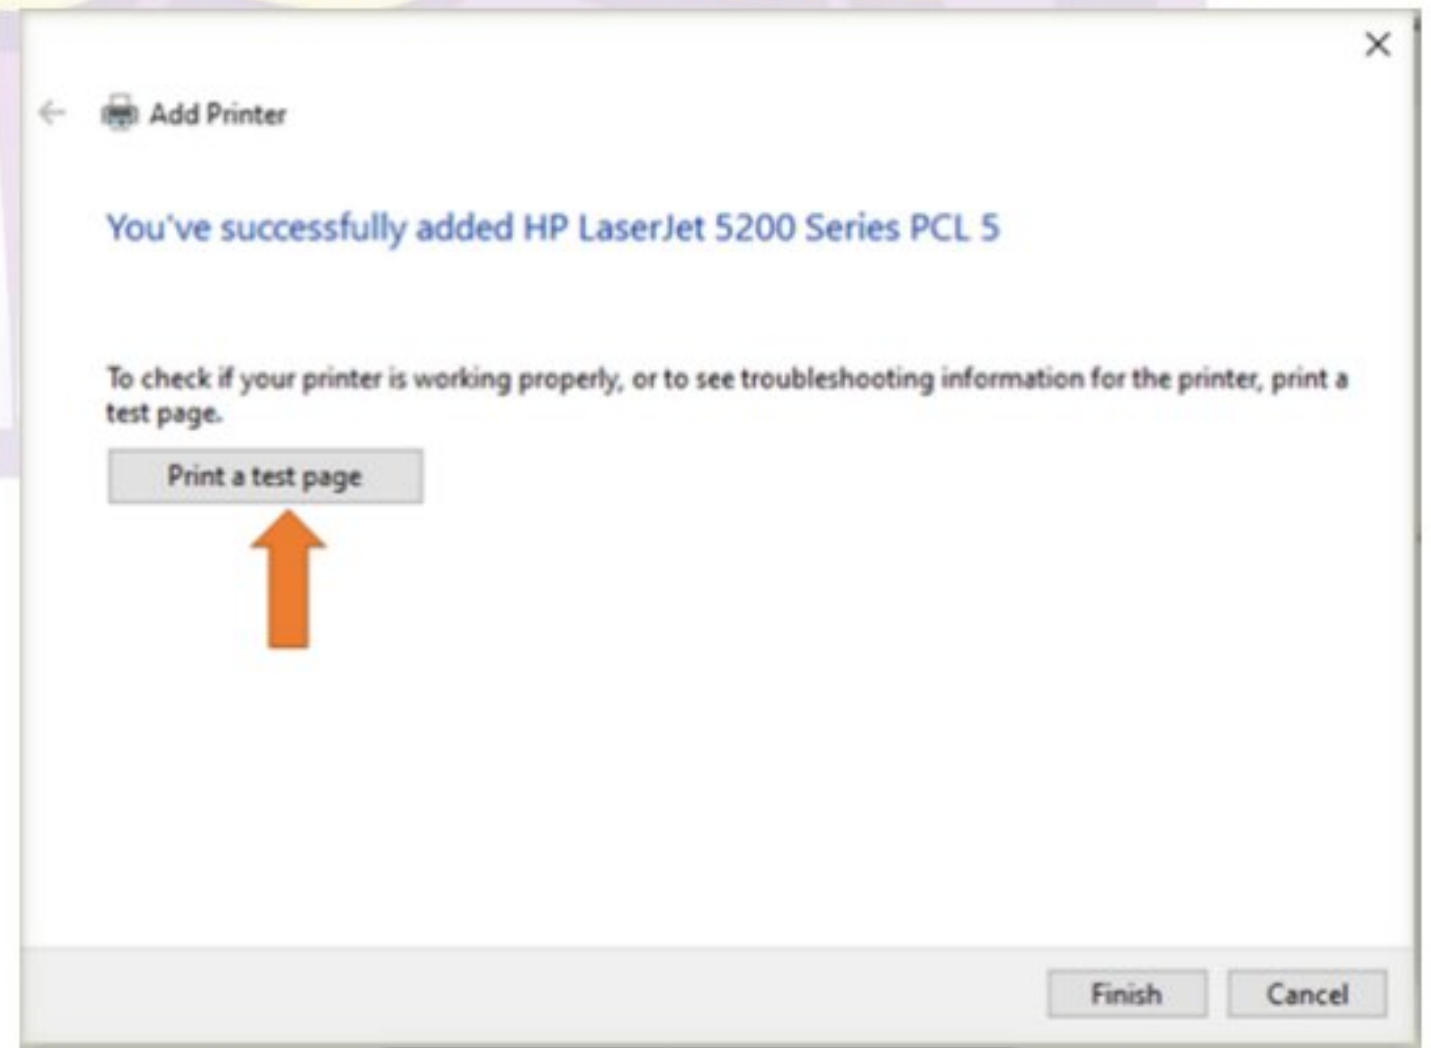 Add Printer
You've successfully added HP LaserJet 5200 Series PCL 5
To check if your printer is working properly, or to see troubleshooting information for the printer, print a
test page.
Print a test page
Finish Cancel